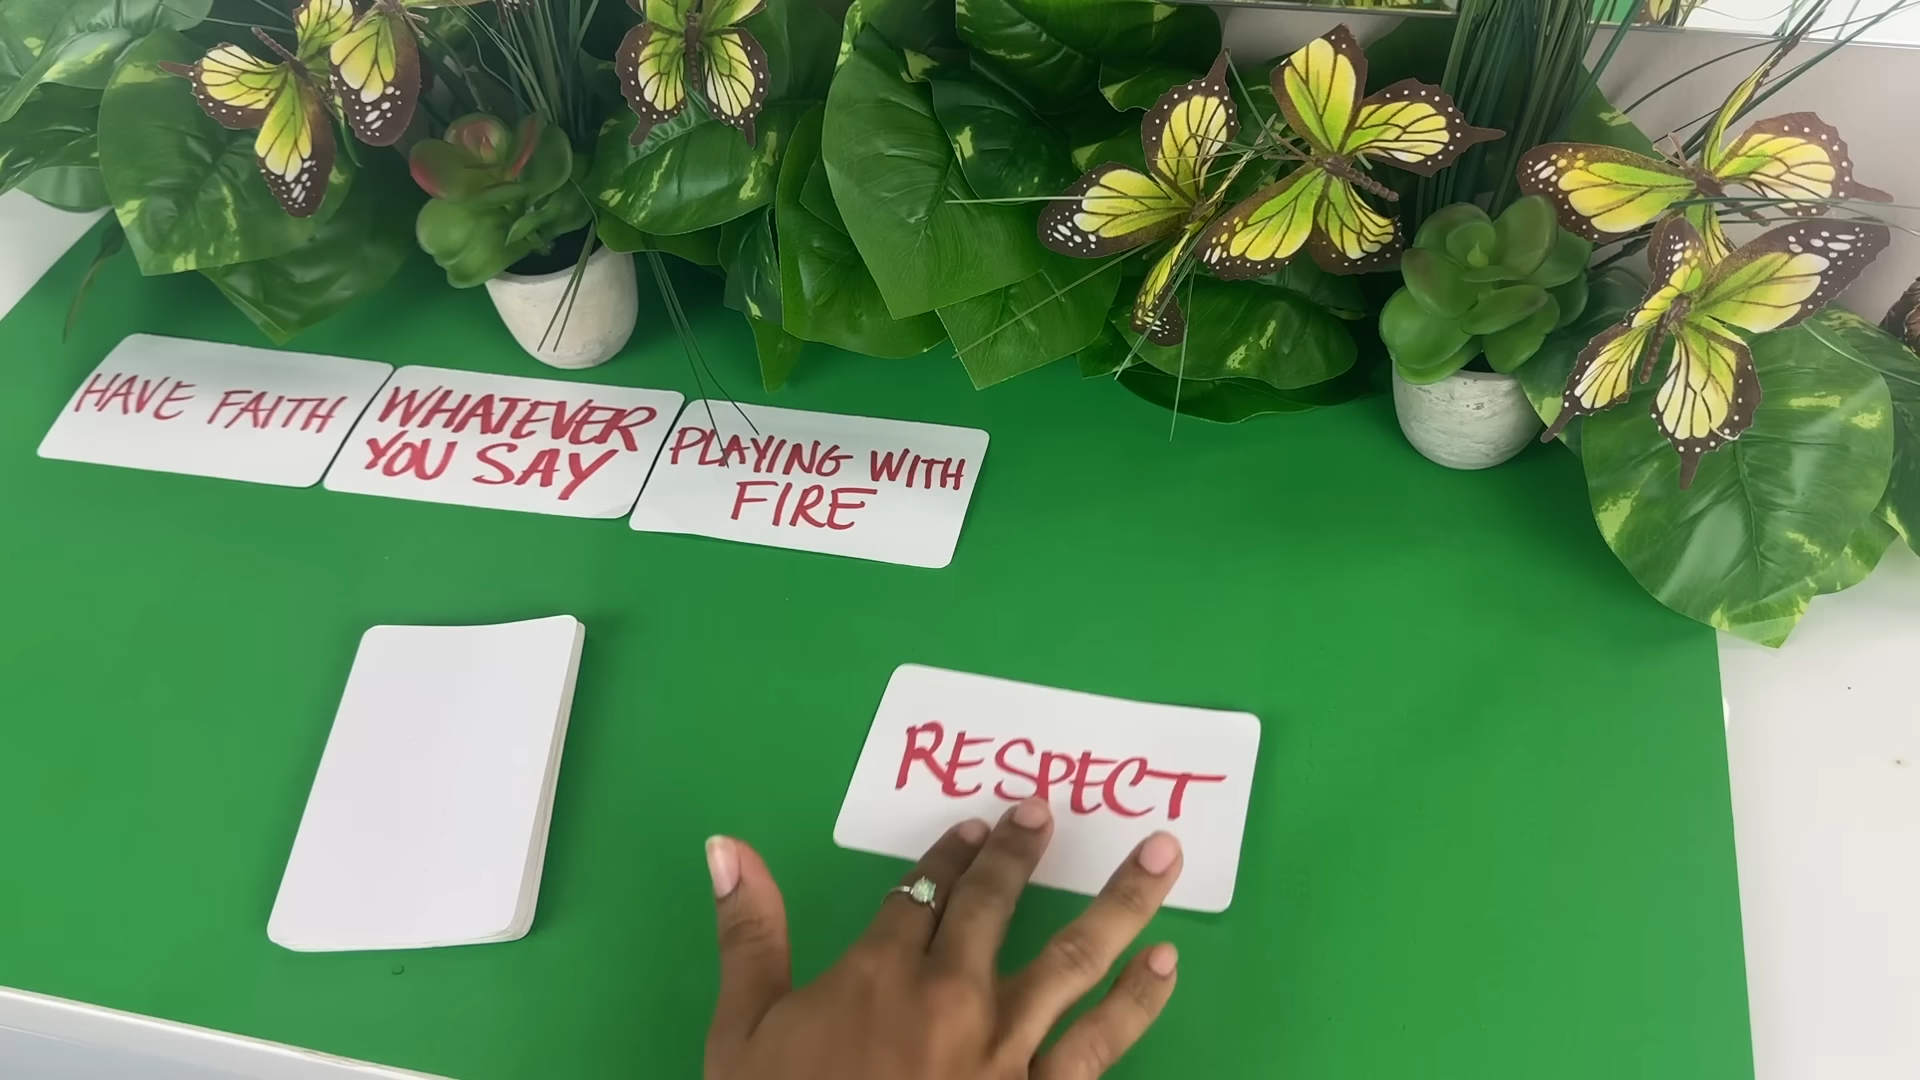 HAVE FAITH
WHATEVER
YOU SAY
PLAYING WITH
FIRE
RESPECT